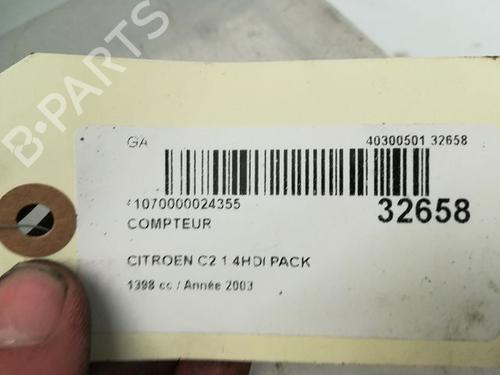 B-PARTS
GA 40300501 32658
*1070000024355 32658
COMPTEUR
CITROEN C2 1.4HDI PACK
1398 cc / Année 2003